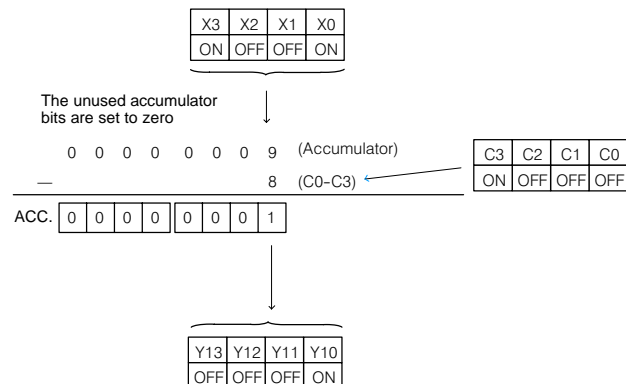 X3 X2 X1 X0
ON OFF OFF ON
The unused accumulator
bits are set to zero
0 0 0 0 0 0 0 9 (Accumulator)
— 8 (C0-C3)
C3 C2 C1 C0
ON OFF OFF OFF
ACC. 0 0 0 0 0 0 0 1
Y13 Y12 Y11 Y10
OFF OFF OFF ON